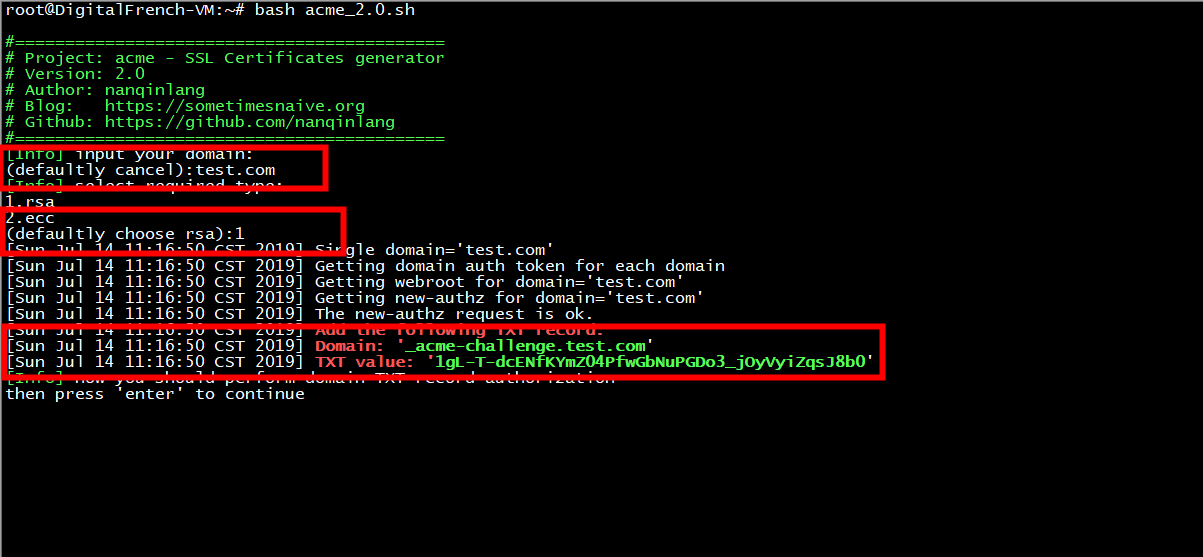 root@DigitalFrench-VM:~# bash acme_2.0.sh
#===========================================
# Project: acme - SSL Certificates generator
# Version: 2.0
# Author: nanqinlang
# Blog:   https://sometimesnaive.org
# Github: https://github.com/nanqinlang
#===========================================
[Info] input your domain:
(defaultly cancel):test.com
[Info] select required type:
1.rsa
2.ecc
(defaultly choose rsa):1
[Sun Jul 14 11:16:50 CST 2019] Single domain='test.com'
[Sun Jul 14 11:16:50 CST 2019] Getting domain auth token for each domain
[Sun Jul 14 11:16:50 CST 2019] Getting webroot for domain='test.com'
[Sun Jul 14 11:16:50 CST 2019] Getting new-authz for domain='test.com'
[Sun Jul 14 11:16:50 CST 2019] The new-authz request is ok.
[Sun Jul 14 11:16:50 CST 2019] Add the following TXT record:
[Sun Jul 14 11:16:50 CST 2019] Domain: '_acme-challenge.test.com'
[Sun Jul 14 11:16:50 CST 2019] TXT value: '1gL-T-dcENfKYmZO4PfwGbNuPGDo3_jOyVyiZqsJ8b0'
[Info] now you should perform domain TXT record authorization
then press 'enter' to continue